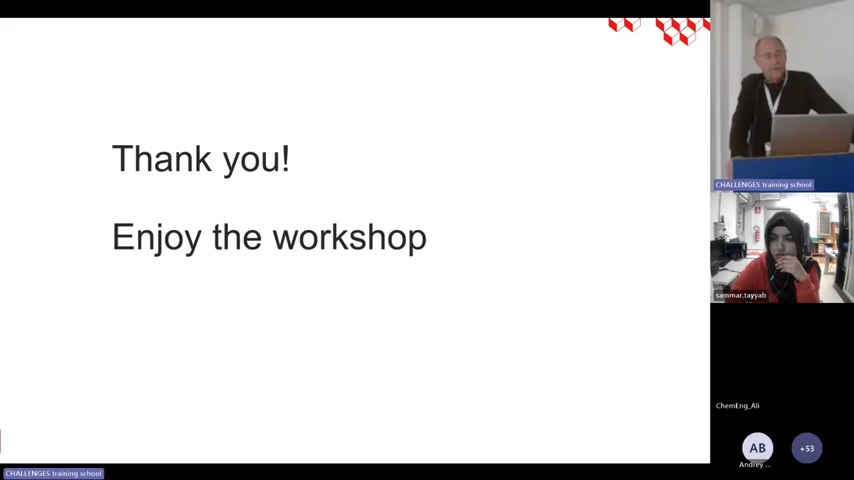 Thank you!
Enjoy the workshop
CHALLENGES training school
sammar.tayyab
ChemEng_Ali
AB
+53
Andrey ...
CHALLENGES training school